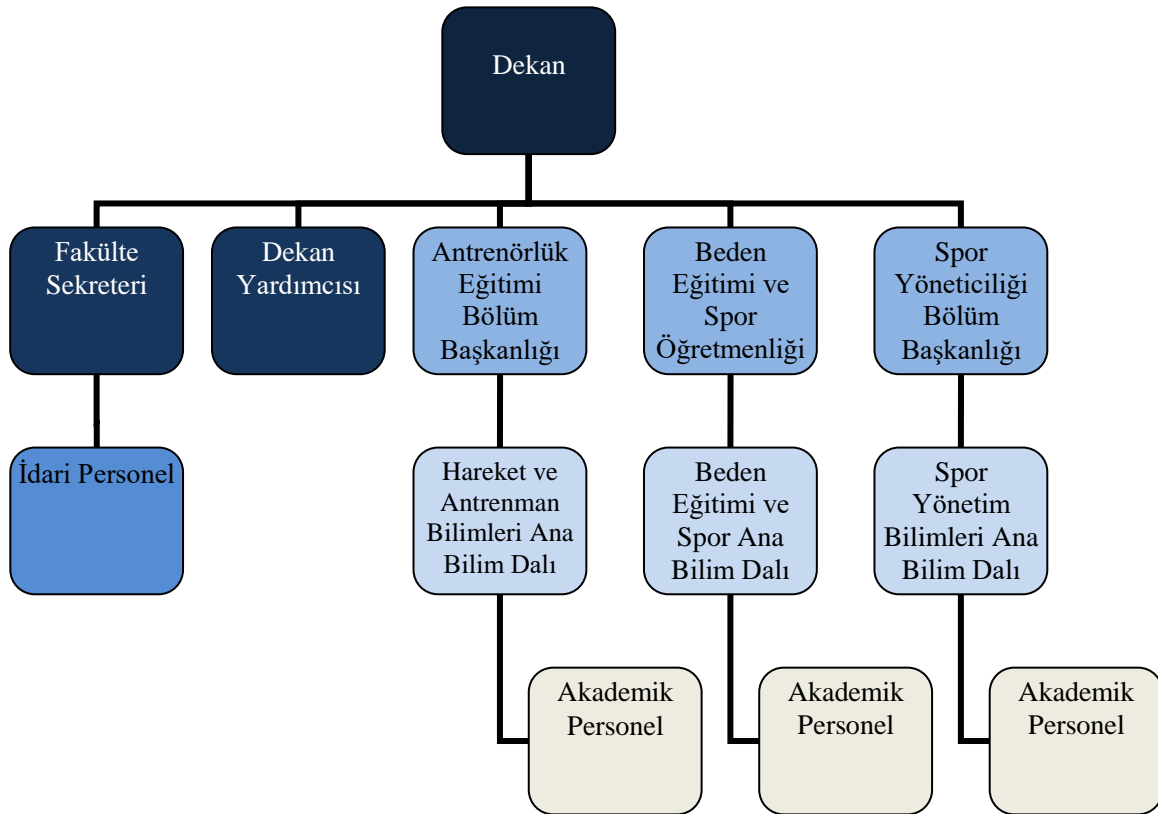 Dekan
Fakülte
Sekreteri
Dekan
Yardımcısı
Antrenörlük
Eğitimi
Bölüm
Başkanlığı
Beden
Eğitimi ve
Spor
Öğretmenliği
Spor
Yöneticiliği
Bölüm
Başkanlığı
İdari Personel
Hareket ve
Antrenman
Bilimleri Ana
Bilim Dalı
Beden
Eğitimi ve
Spor Ana
Bilim Dalı
Spor
Yönetim
Bilimleri Ana
Bilim Dalı
Akademik
Personel
Akademik
Personel
Akademik
Personel